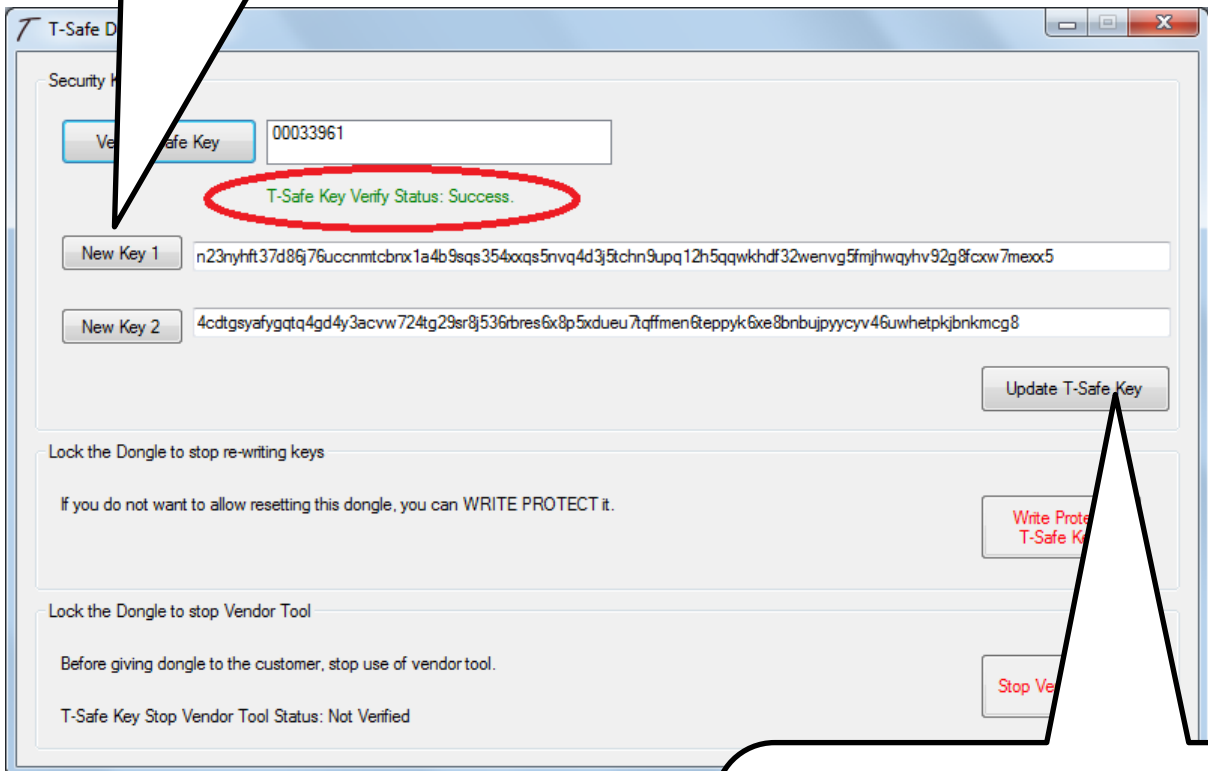 T-Safe D
Security K
Ve afe Key
00033961
T-Safe Key Verify Status: Success.
New Key 1
n23nyhft37d86j76uccnmtcbnx1a4b9sqs354xxqs5nvq4d3j5tchn9upq12h5qqwkhdf32wenvg5fmjhwqyhv92g8fcxw7mexx5
New Key 2
4cdtgsyafygqtq4gd4y3acvw724tg29sr8j536rbres6x8p5xdueu7tqffmen6teppyk6xe8bnbujpyycyv46uwhetpkjbnkmcg8
Update T-Safe Key
Lock the Dongle to stop re-writing keys
If you do not want to allow resetting this dongle, you can WRITE PROTECT it.
Write Prote
T-Safe K
Lock the Dongle to stop Vendor Tool
Before giving dongle to the customer, stop use of vendor tool.
Stop Ve
T-Safe Key Stop Vendor Tool Status: Not Verified